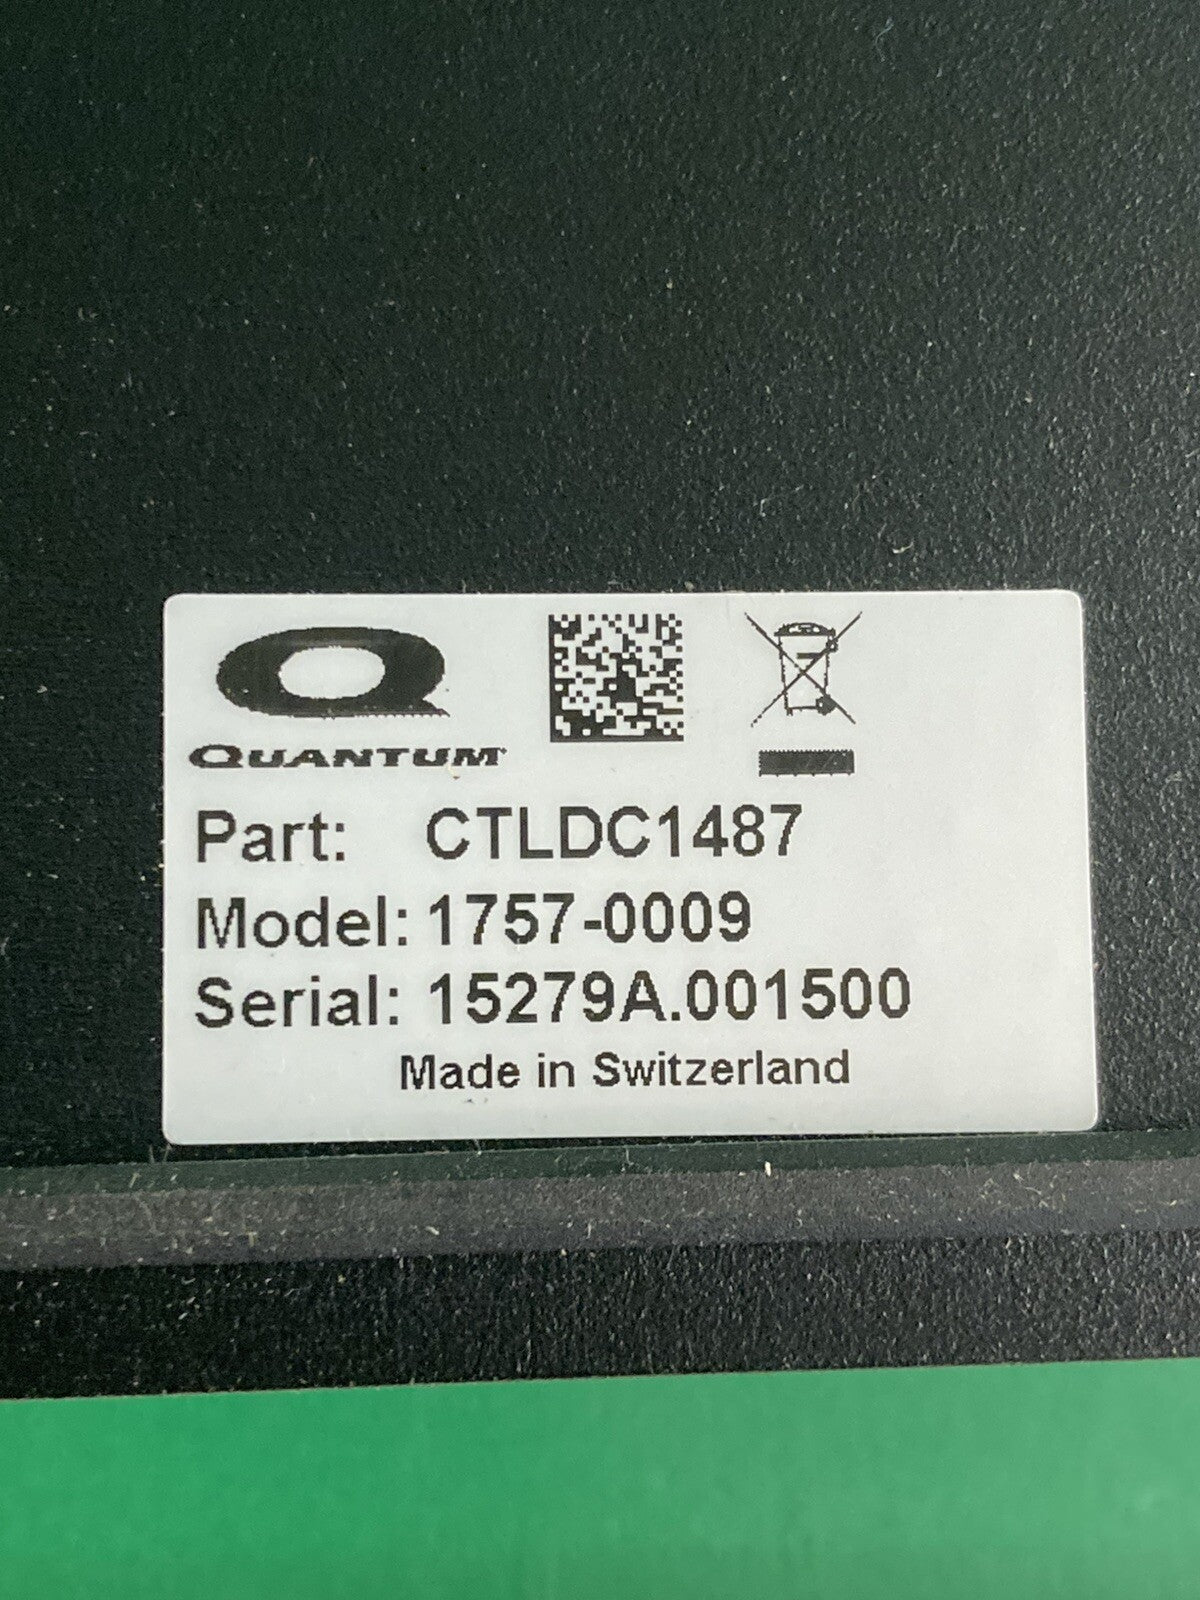 QUANTUM
Part: CTLDC1487
Model: 1757-0009
Serial: 15279A.001500
Made in Switzerland